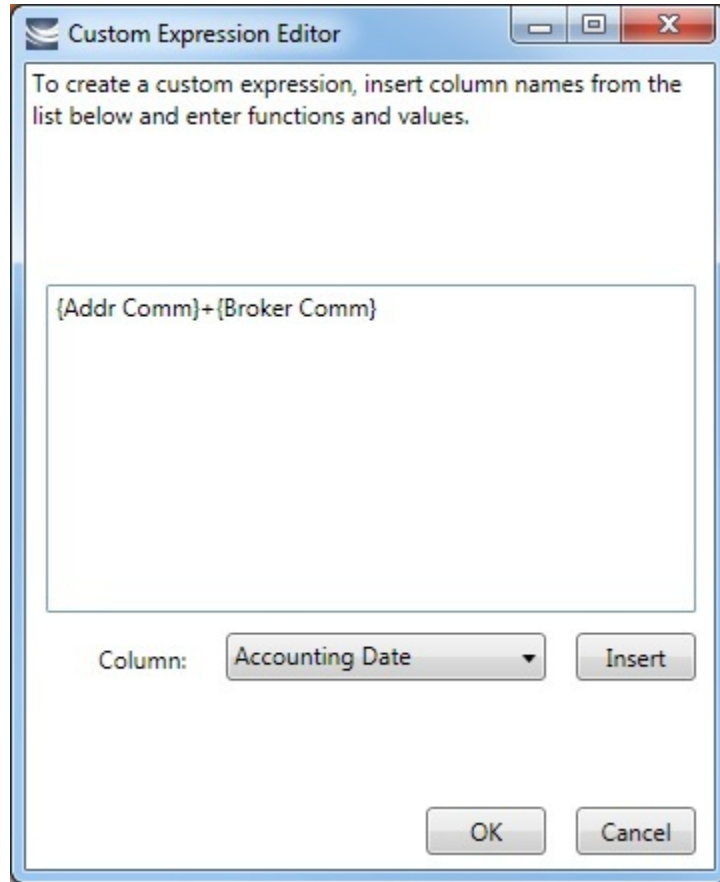 Custom Expression Editor
To create a custom expression, insert column names from the
list below and enter functions and values.
{Addr Comm}+{Broker Comm}
Column: Accounting Date Insert
OK Cancel